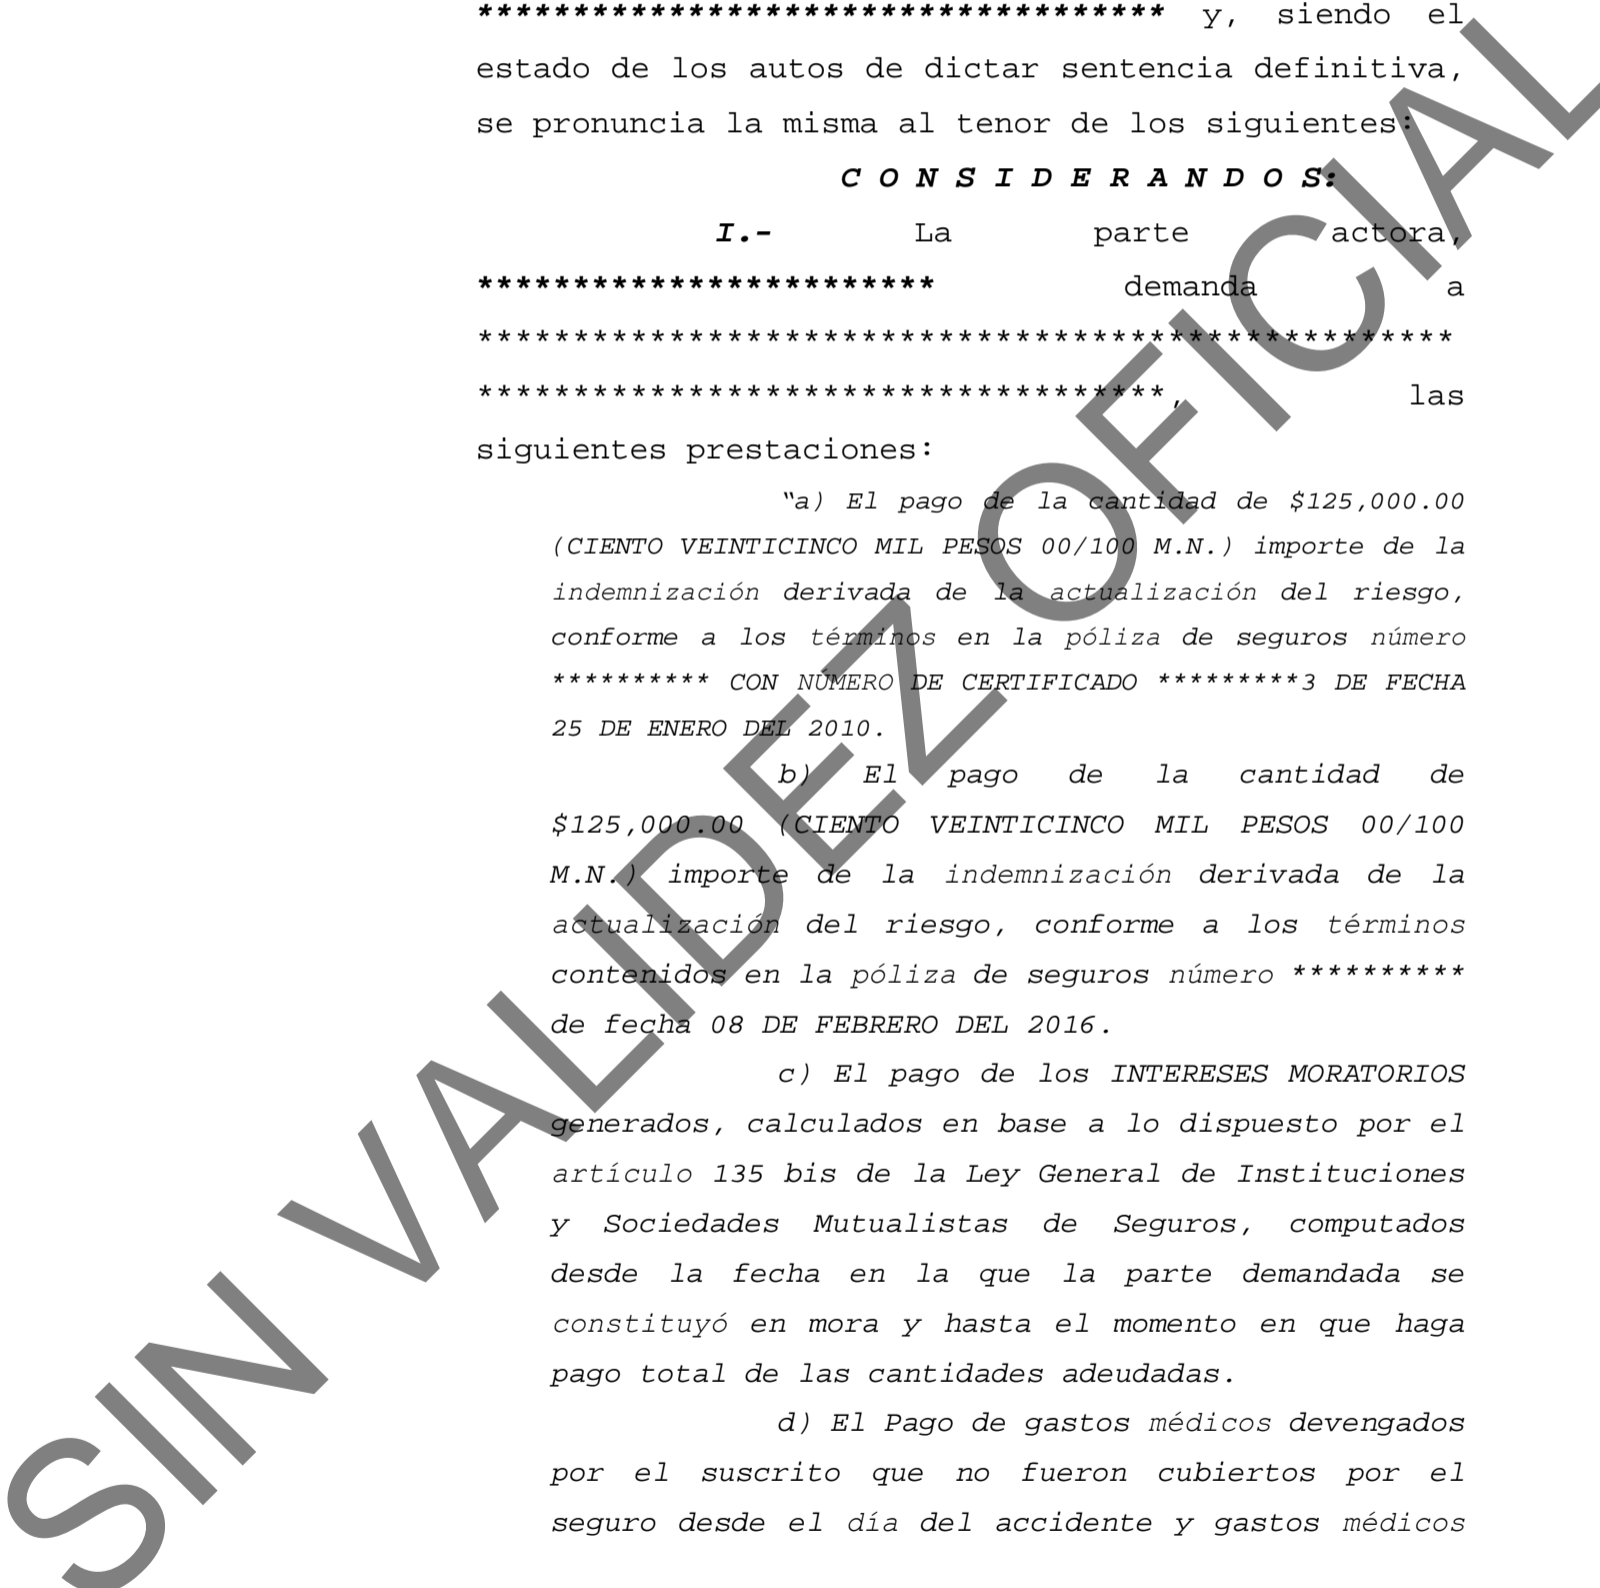 ************************************ y, siendo el
estado de los autos de dictar sentencia definitiva,
se pronuncia la misma al tenor de los siguientes:
C O N S I D E R A N D O S:
I.- La parte actora,
************************ demanda a
***************************************************
************************************, las
siguientes prestaciones:
“a) El pago de la cantidad de $125,000.00
(CIENTO VEINTICINCO MIL PESOS 00/100 M.N.) importe de la
indemnización derivada de la actualización del riesgo,
conforme a los términos en la póliza de seguros número
********** CON NÚMERO DE CERTIFICADO *********3 DE FECHA
25 DE ENERO DEL 2010.
b) El pago de la cantidad de
$125,000.00 (CIENTO VEINTICINCO MIL PESOS 00/100
M.N.) importe de la indemnización derivada de la
actualización del riesgo, conforme a los términos
contenidos en la póliza de seguros número **********
de fecha 08 DE FEBRERO DEL 2016.
c) El pago de los INTERESES MORATORIOS
generados, calculados en base a lo dispuesto por el
artículo 135 bis de la Ley General de Instituciones
y Sociedades Mutualistas de Seguros, computados
desde la fecha en la que la parte demandada se
constituyó en mora y hasta el momento en que haga
pago total de las cantidades adeudadas.
d) El Pago de gastos médicos devengados
por el suscrito que no fueron cubiertos por el
seguro desde el día del accidente y gastos médicos
SIN VALIDEZ OFICIAL